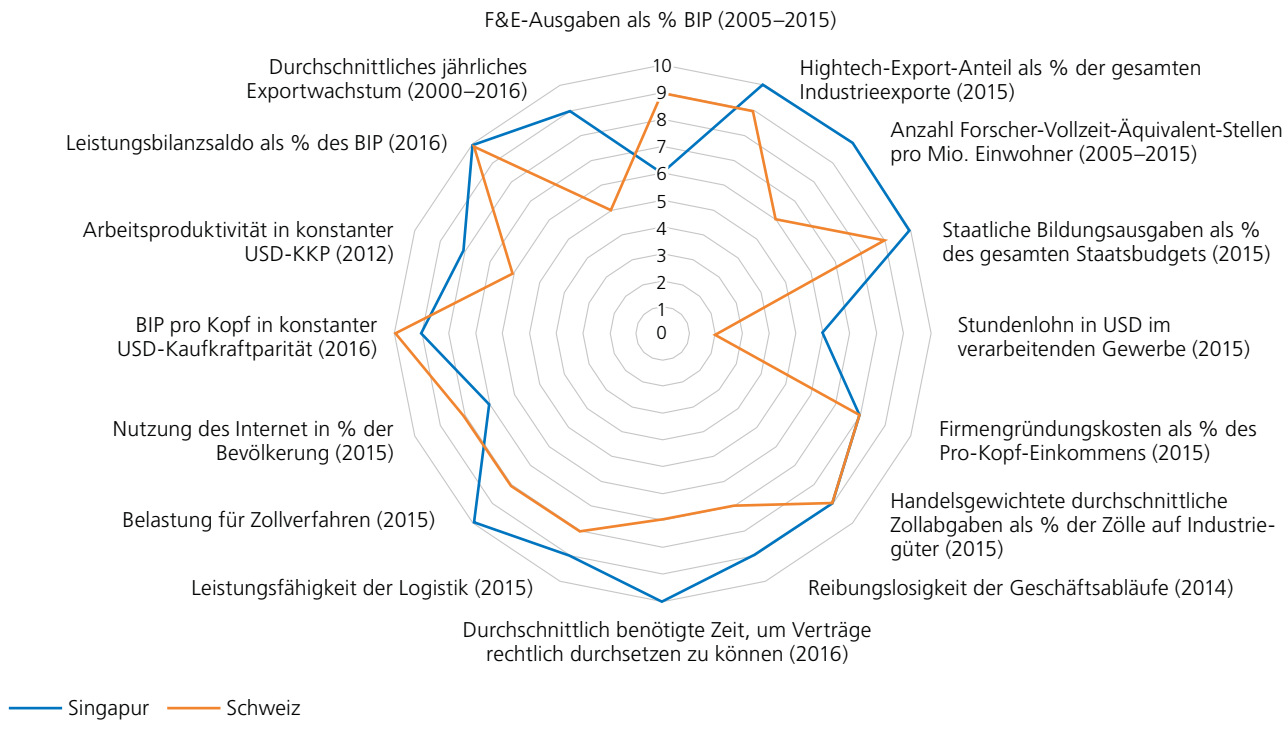 F&E-Ausgaben als % BIP (2005–2015)
Durchschnittliches jährliches
Exportwachstum (2000–2016)
Hightech-Export-Anteil als % der gesamten
Industrieexporte (2015)
Leistungsbilanzsaldo als % des BIP (2016)
Anzahl Forscher-Vollzeit-Äquivalent-Stellen
pro Mio. Einwohner (2005–2015)
Arbeitsproduktivität in konstanter
USD-KKP (2012)
Staatliche Bildungsausgaben als %
des gesamten Staatsbudgets (2015)
BIP pro Kopf in konstanter
USD-Kaufkraftparität (2016)
Stundenlohn in USD im
verarbeitenden Gewerbe (2015)
Nutzung des Internet in % der
Bevölkerung (2015)
Firmengründungskosten als % des
Pro-Kopf-Einkommens (2015)
Belastung für Zollverfahren (2015)
Handelsgewichtete durchschnittliche
Zollabgaben als % der Zölle auf Industrie-
güter (2015)
Leistungsfähigkeit der Logistik (2015)
Reibungslosigkeit der Geschäftsabläufe (2014)
Durchschnittlich benötigte Zeit, um Verträge
rechtlich durchsetzen zu können (2016)
10
9
8
7
6
5
4
3
2
1
0
Singapur
Schweiz